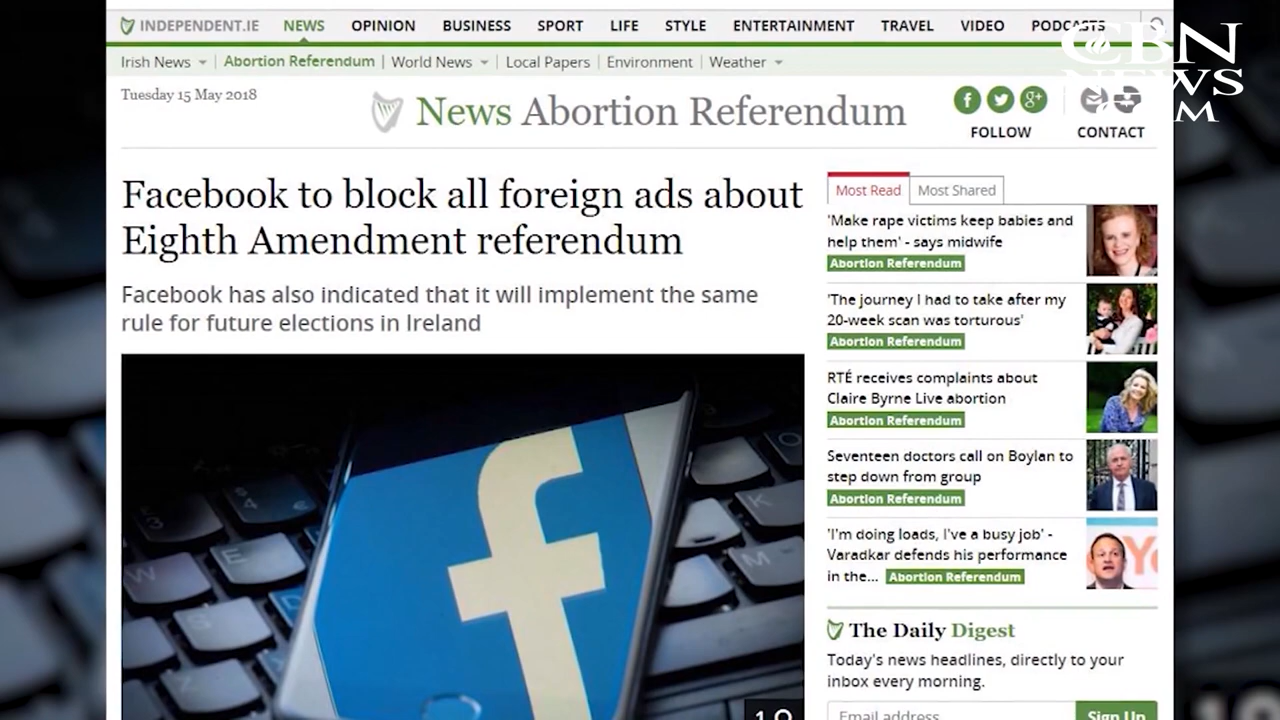 INDEPENDENT.IE NEWS OPINION BUSINESS SPORT LIFE STYLE ENTERTAINMENT TRAVEL VIDEO PODCASTS
CBN
NEWS
Irish News Abortion Referendum World News Local Papers Environment Weather
Tuesday 15 May 2018
News Abortion Referendum
f g+
FOLLOW
CONTACT
Facebook to block all foreign ads about
Eighth Amendment referendum
Facebook has also indicated that it will implement the same
rule for future elections in Ireland
f
W
E
S
K
M
Most Read Most Shared
'Make rape victims keep babies and
help them' - says midwife
Abortion Referendum
'The journey I had to take after my
20-week scan was torturous'
Abortion Referendum
RTÉ receives complaints about
Claire Byrne Live abortion
Abortion Referendum
Seventeen doctors call on Boylan to
step down from group
Abortion Referendum
'I'm doing loads, I've a busy job' -
Varadkar defends his performance
in the... Abortion Referendum
The Daily Digest
Today's news headlines, directly to your
inbox every morning.
Email address Sign Up